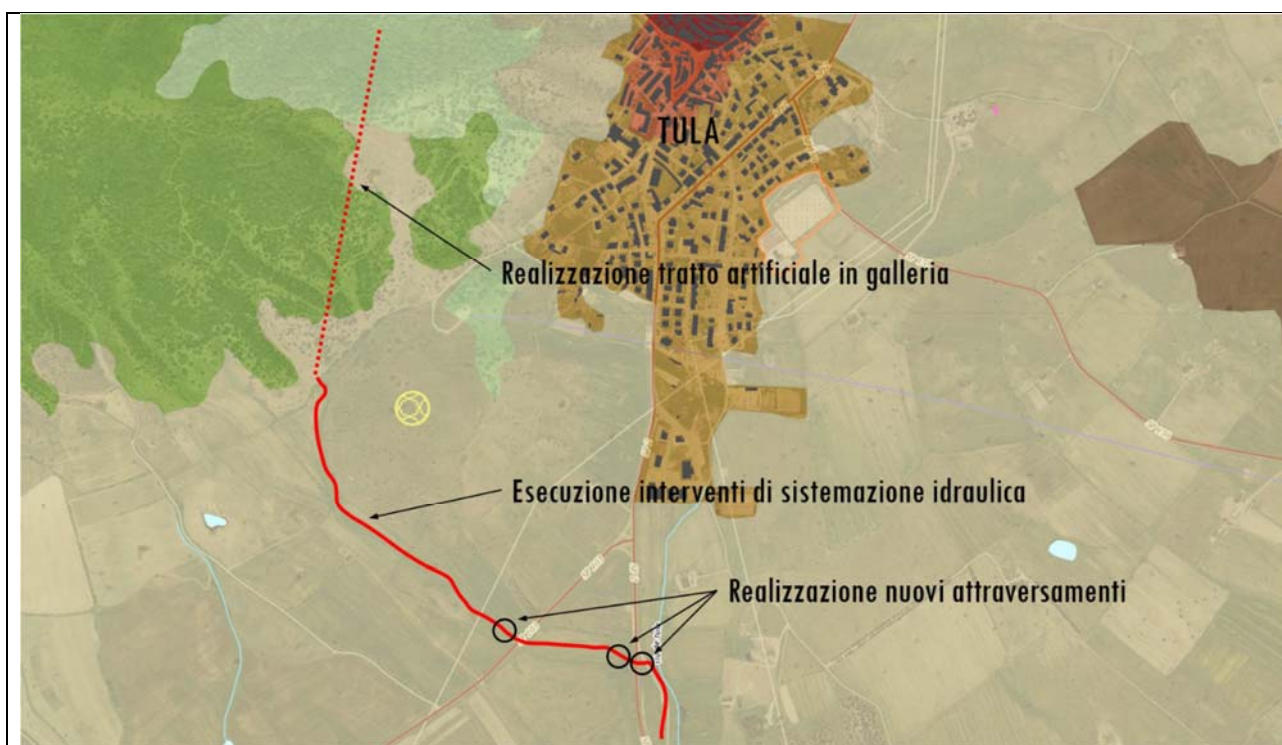 TULA
Realizzazione tratto artificiale in galleria
Esecuzione interventi di sistemazione idraulica
Realizzazione nuovi attraversamenti